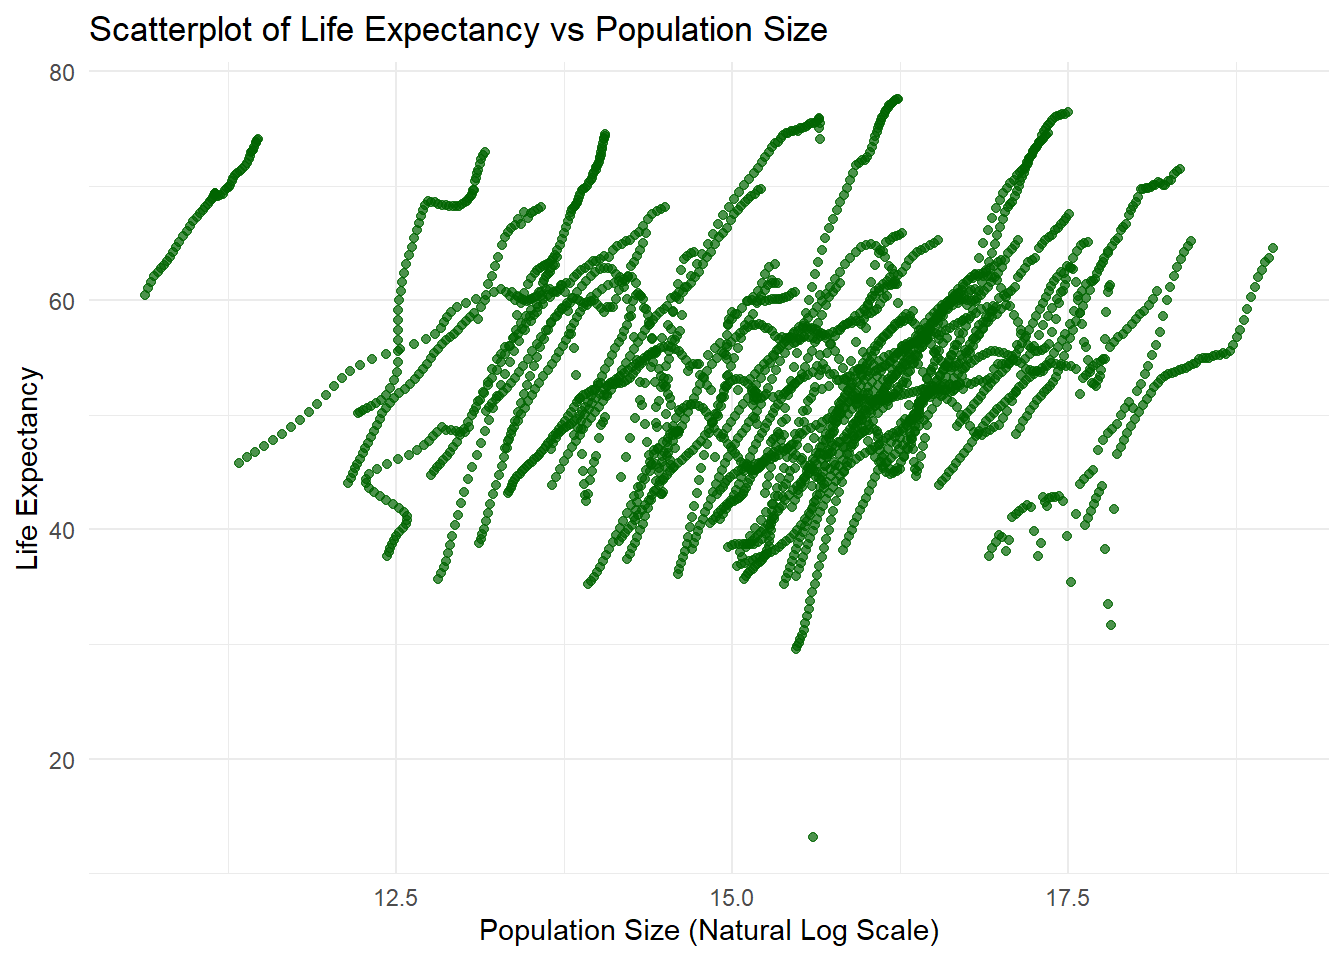 Scatterplot of Life Expectancy vs Population Size
80
60
40
20
Life Expectancy
12.5
15.0
17.5
Population Size (Natural Log Scale)